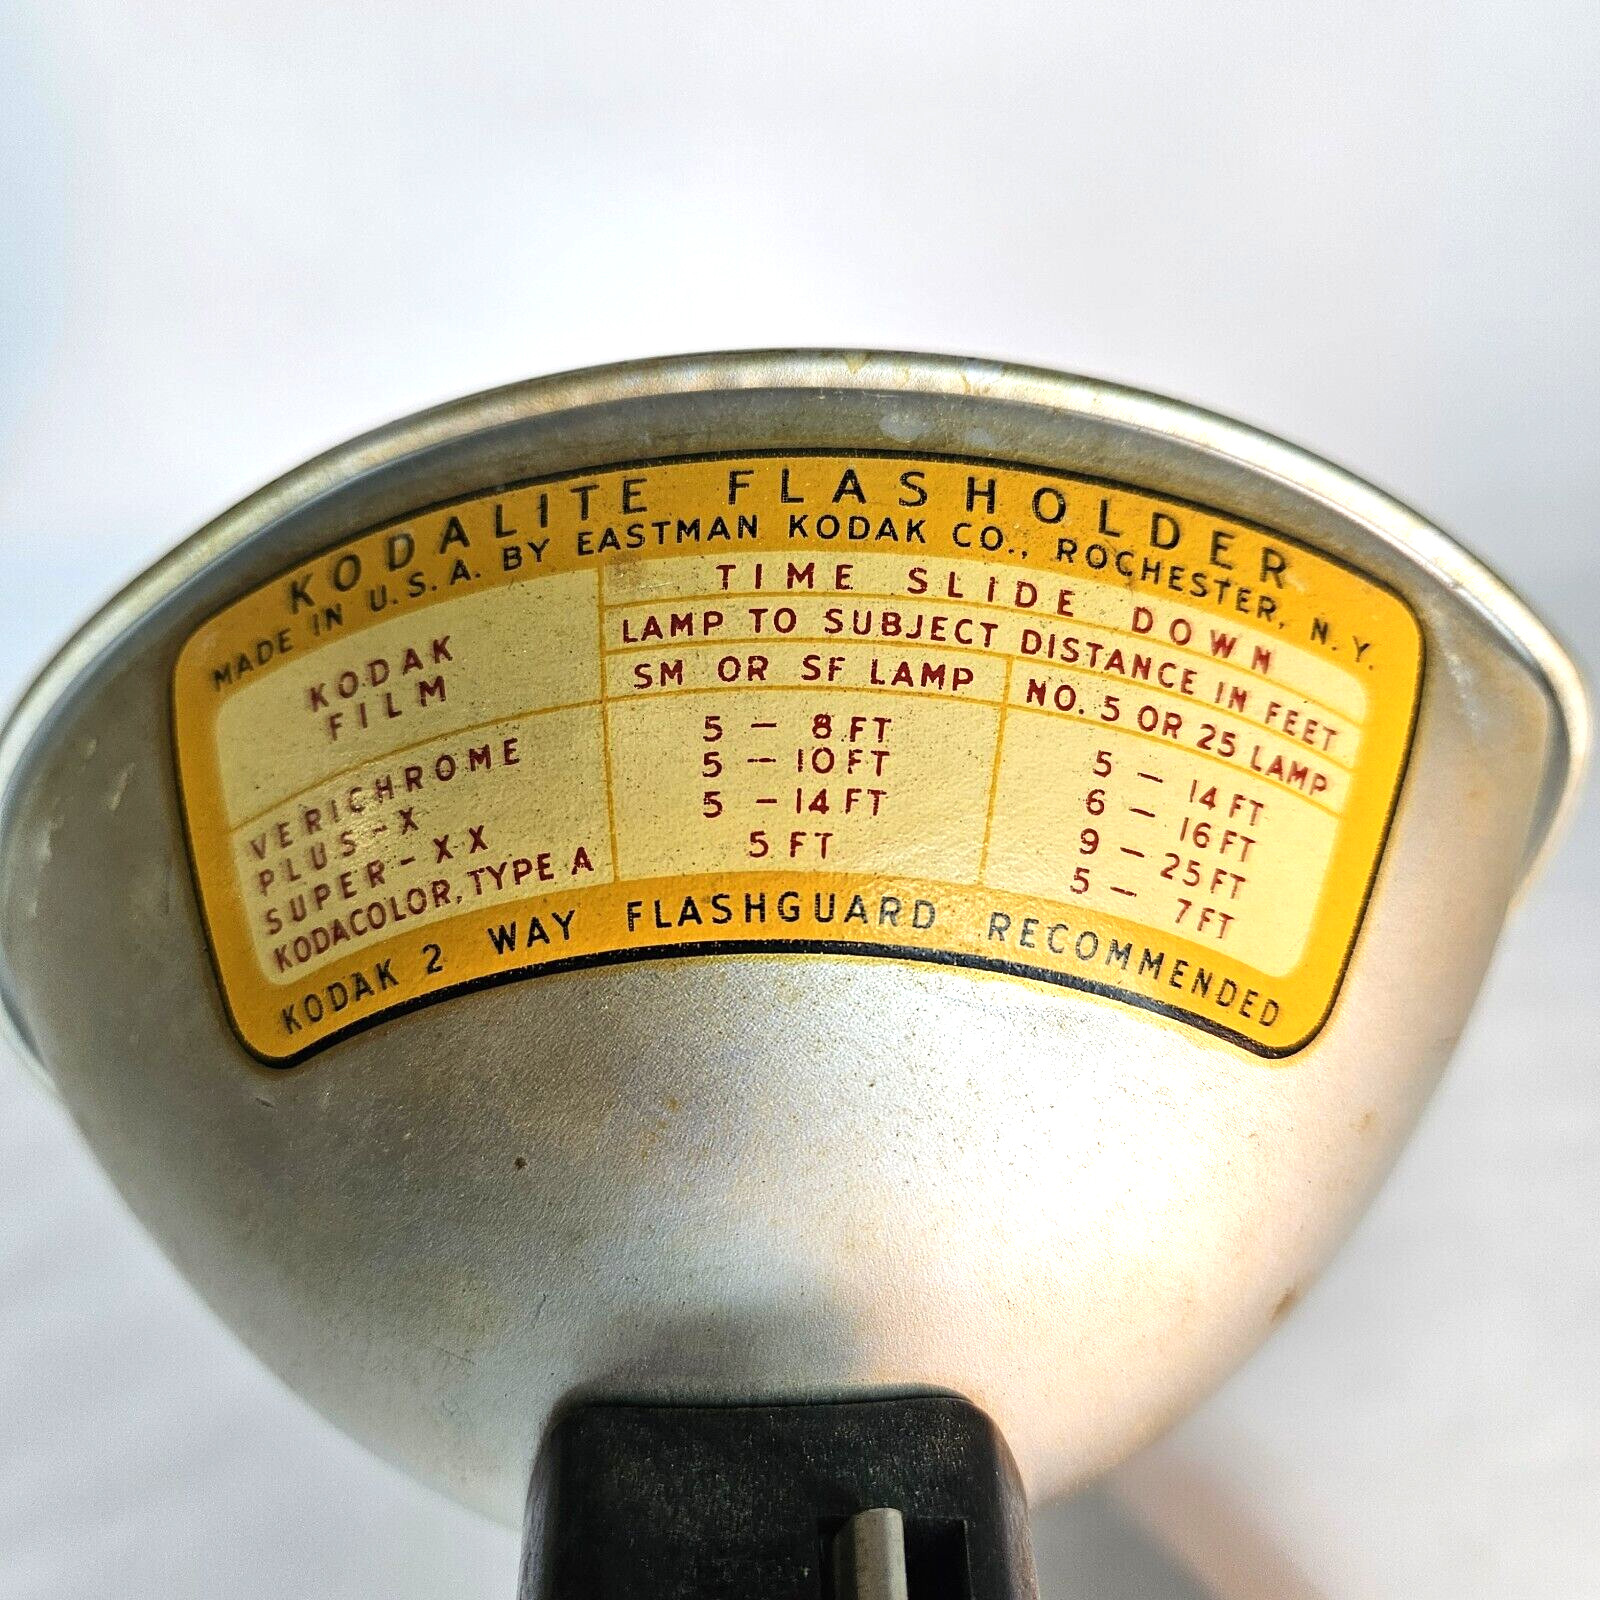 KODALITE FLASHOLDER
MADE IN U.S.A. BY EASTMAN KODAK CO., ROCHESTER, N.Y.
KODAK
FILM
TIME SLIDE DOWN
LAMP TO SUBJECT DISTANCE IN FEET
SM OR SF LAMP NO. 5 OR 25 LAMP
VERICHROME 5 - 8 FT 5 - 14 FT
PLUS-X 5 - 10 FT 6 - 16 FT
SUPER-XX 5 - 14 FT 9 - 25 FT
KODACOLOR, TYPE A 5 FT 5 - 7 FT
KODAK 2 WAY FLASHGUARD RECOMMENDED